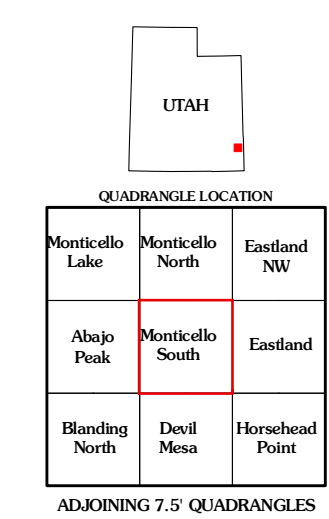 UTAH
QUADRANGLE LOCATION
Monticello
Lake
Monticello
North
Eastland
NW
Abajo
Peak
Monticello
South
Eastland
Blanding
North
Devil
Mesa
Horsehead
Point
ADJOINING 7.5' QUADRANGLES